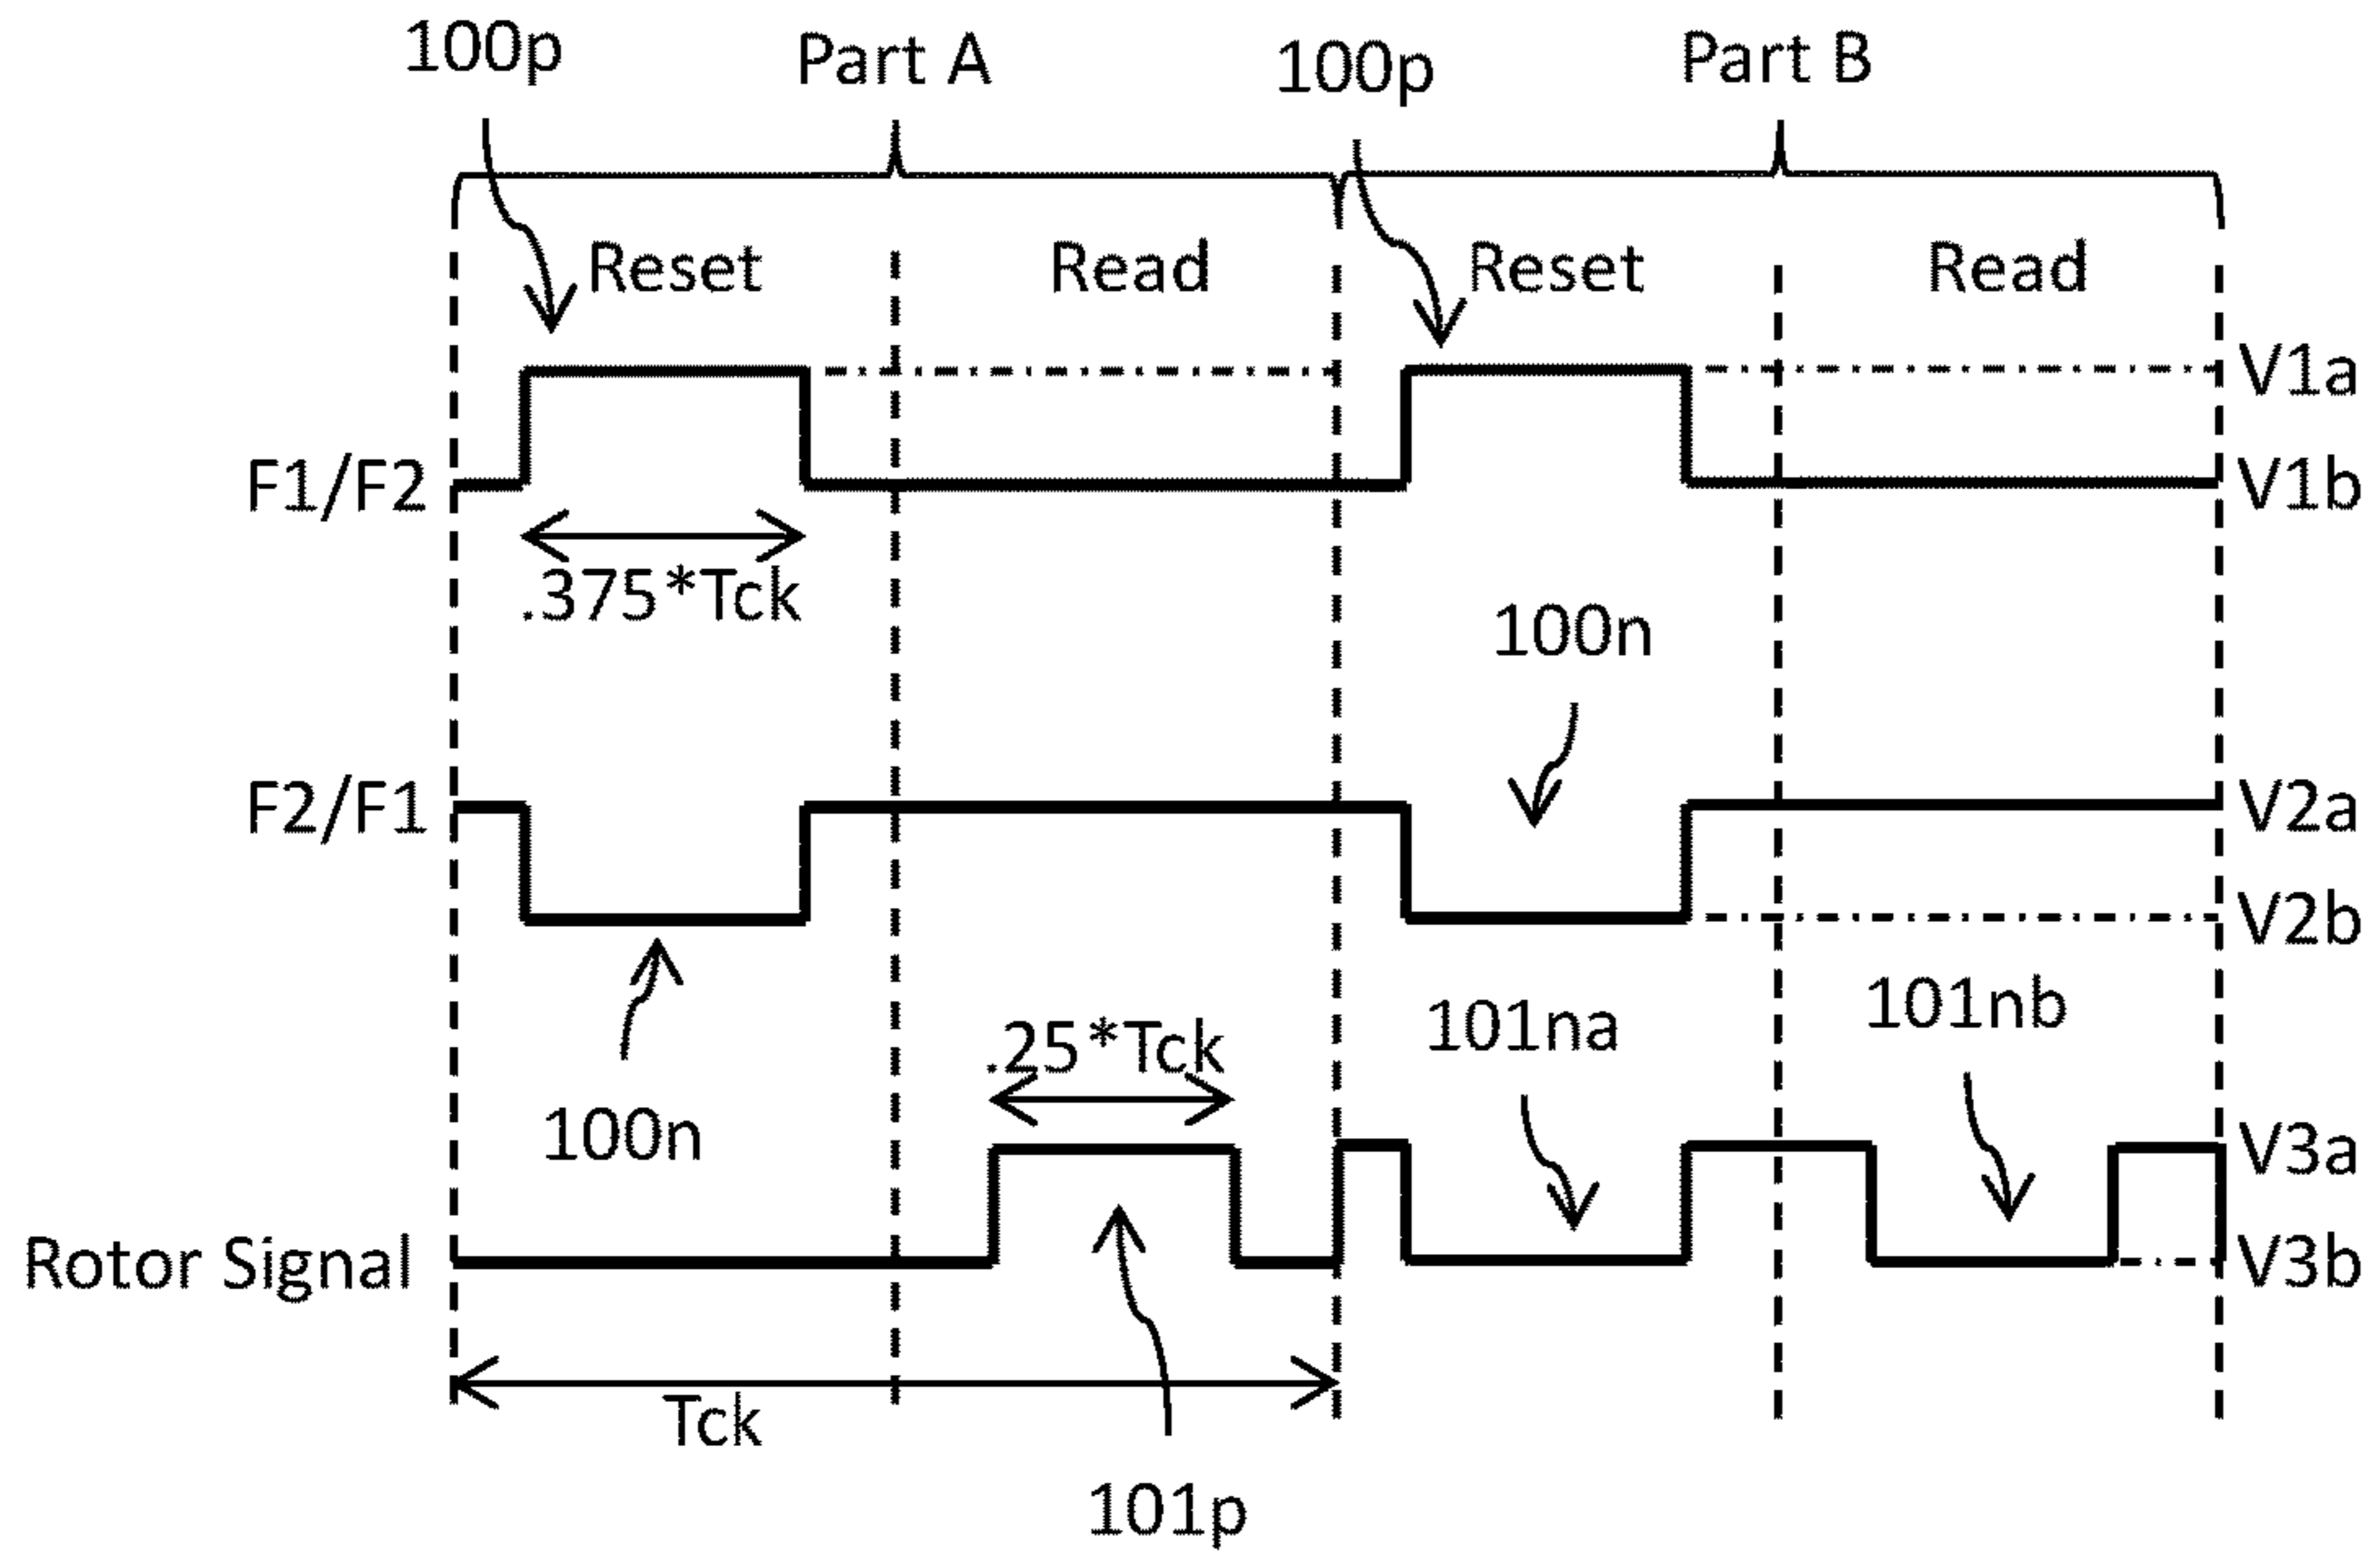 100p
Part A
100p
Part B
Reset
Read
Reset
Read
V1a
F1/F2
V1b
.375*Tck
100n
F2/F1
V2a
V2b
101nb
101na
.25*Tck
100n
V3a
Rotor Signal
V3b
Tck
101p